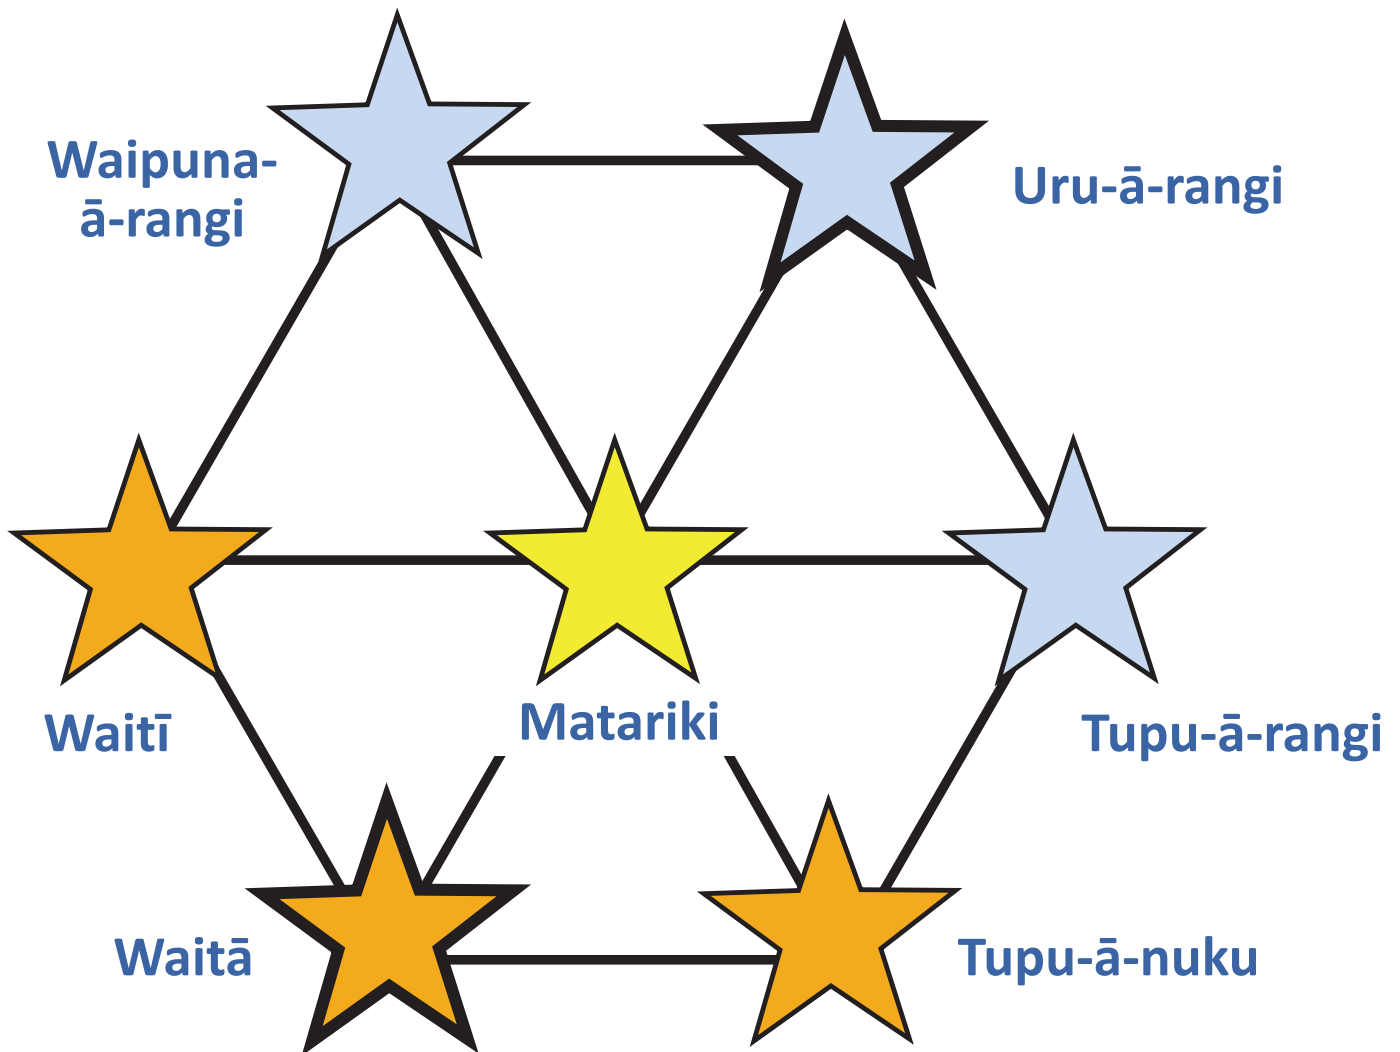 Waipuna-
ā-rangi
Uru-ā-rangi
Waitī
Matariki
Tupu-ā-rangi
Waitā
Tupu-ā-nuku